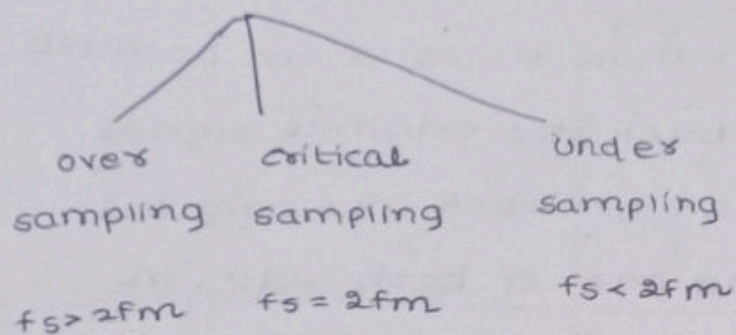 over critical under
sampling sampling sampling
fs > 2fm fs = 2fm fs < 2fm